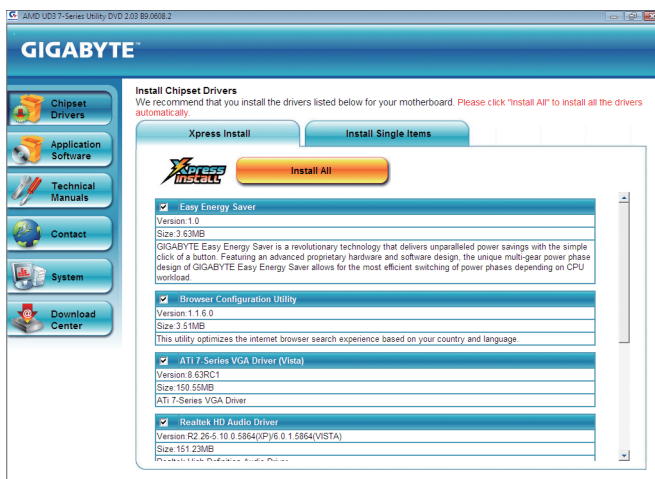 AMD UD3 7-Series Utility DVD 2.03 B9.0608.2
GIGABYTE™
Chipset
Drivers
Application
Software
Technical
Manuals
Contact
System
Download
Center
Install Chipset Drivers
We recommend that you install the drivers listed below for your motherboard. Please click "Install All" to install all the drivers
automatically.
Xpress Install
Install Single Items
Xpress
INSTALL
Install All
Easy Energy Saver
Version:1.0
Size:3.63MB
GIGABYTE Easy Energy Saver is a revolutionary technology that delivers unparalleled power savings with the simple
click of a button. Featuring an advanced proprietary hardware and software design, the unique multi-gear power phase
design of GIGABYTE Easy Energy Saver allows for the most efficient switching of power phases depending on CPU
workload.
Browser Configuration Utility
Version:1.1.6.0
Size:3.51MB
This utility optimizes the internet browser search experience based on your country and language.
ATi 7-Series VGA Driver (Vista)
Version:8.63RC1
Size:150.55MB
ATi 7-Series VGA Driver
Realtek HD Audio Driver
Version:R2.26-5.10.0.5864(XP)/6.0.1.5864(VISTA)
Size:151.23MB
Realtek High Definition Audio Driver